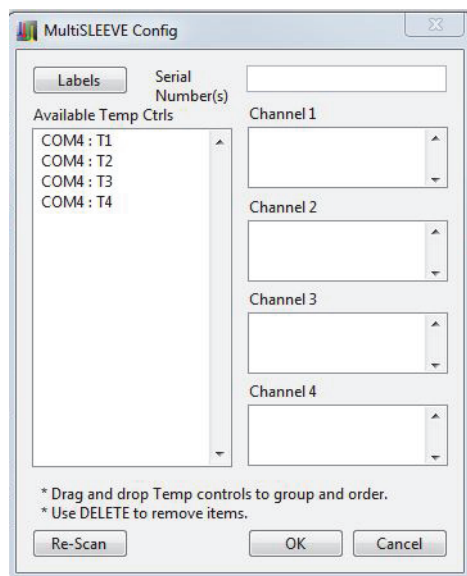 MultiSLEEVE Config
Labels
Serial
Number(s)
Available Temp Ctrls
COM4 : T1
COM4 : T2
COM4 : T3
COM4 : T4
Channel 1
Channel 2
Channel 3
Channel 4
* Drag and drop Temp controls to group and order.
* Use DELETE to remove items.
Re-Scan
OK
Cancel